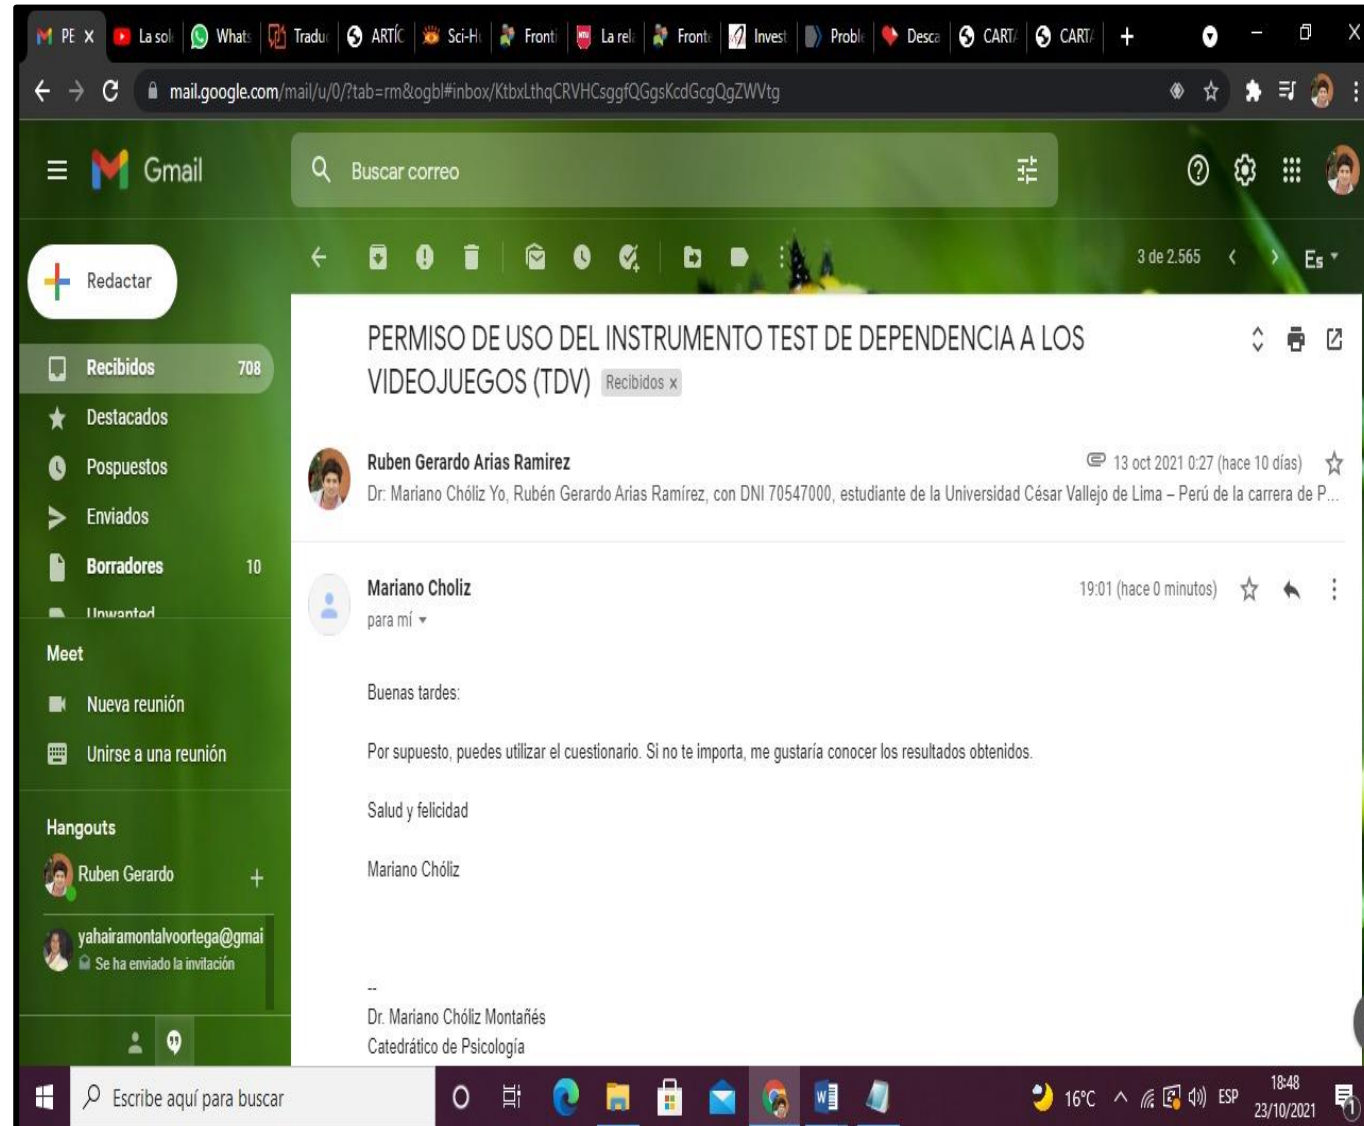 PE La sol Whats Tradu ARTÍC Sci-H Fronti La rel Fronte Invest Proble Desca CART CART
mail.google.com/mail/u/0/?tab=rm&ogbl#inbox/KtbxLthqCRVHCsggfQGgsKcdGcgQgZWVtg
Gmail
Buscar correo
Redactar
3 de 2.565
Es
Recibidos 708
Destacados
Pospuestos
Enviados
Borradores 10
Unwanted
Meet
Nueva reunión
Unirse a una reunión
Hangouts
Ruben Gerardo
yahairamontalvoortega@gmai
Se ha enviado la invitación
PERMISO DE USO DEL INSTRUMENTO TEST DE DEPENDENCIA A LOS
VIDEOJUEGOS (TDV) Recibidos x
Ruben Gerardo Arias Ramirez 13 oct 2021 0:27 (hace 10 días)
Dr: Mariano Chóliz Yo, Rubén Gerardo Arias Ramírez, con DNI 70547000, estudiante de la Universidad César Vallejo de Lima – Perú de la carrera de P...
Mariano Choliz 19:01 (hace 0 minutos)
para mí
Buenas tardes:
Por supuesto, puedes utilizar el cuestionario. Si no te importa, me gustaría conocer los resultados obtenidos.
Salud y felicidad
Mariano Chóliz
--
Dr. Mariano Chóliz Montañés
Catedrático de Psicología
Escribe aquí para buscar
16°C ESP 18:48
23/10/2021
1